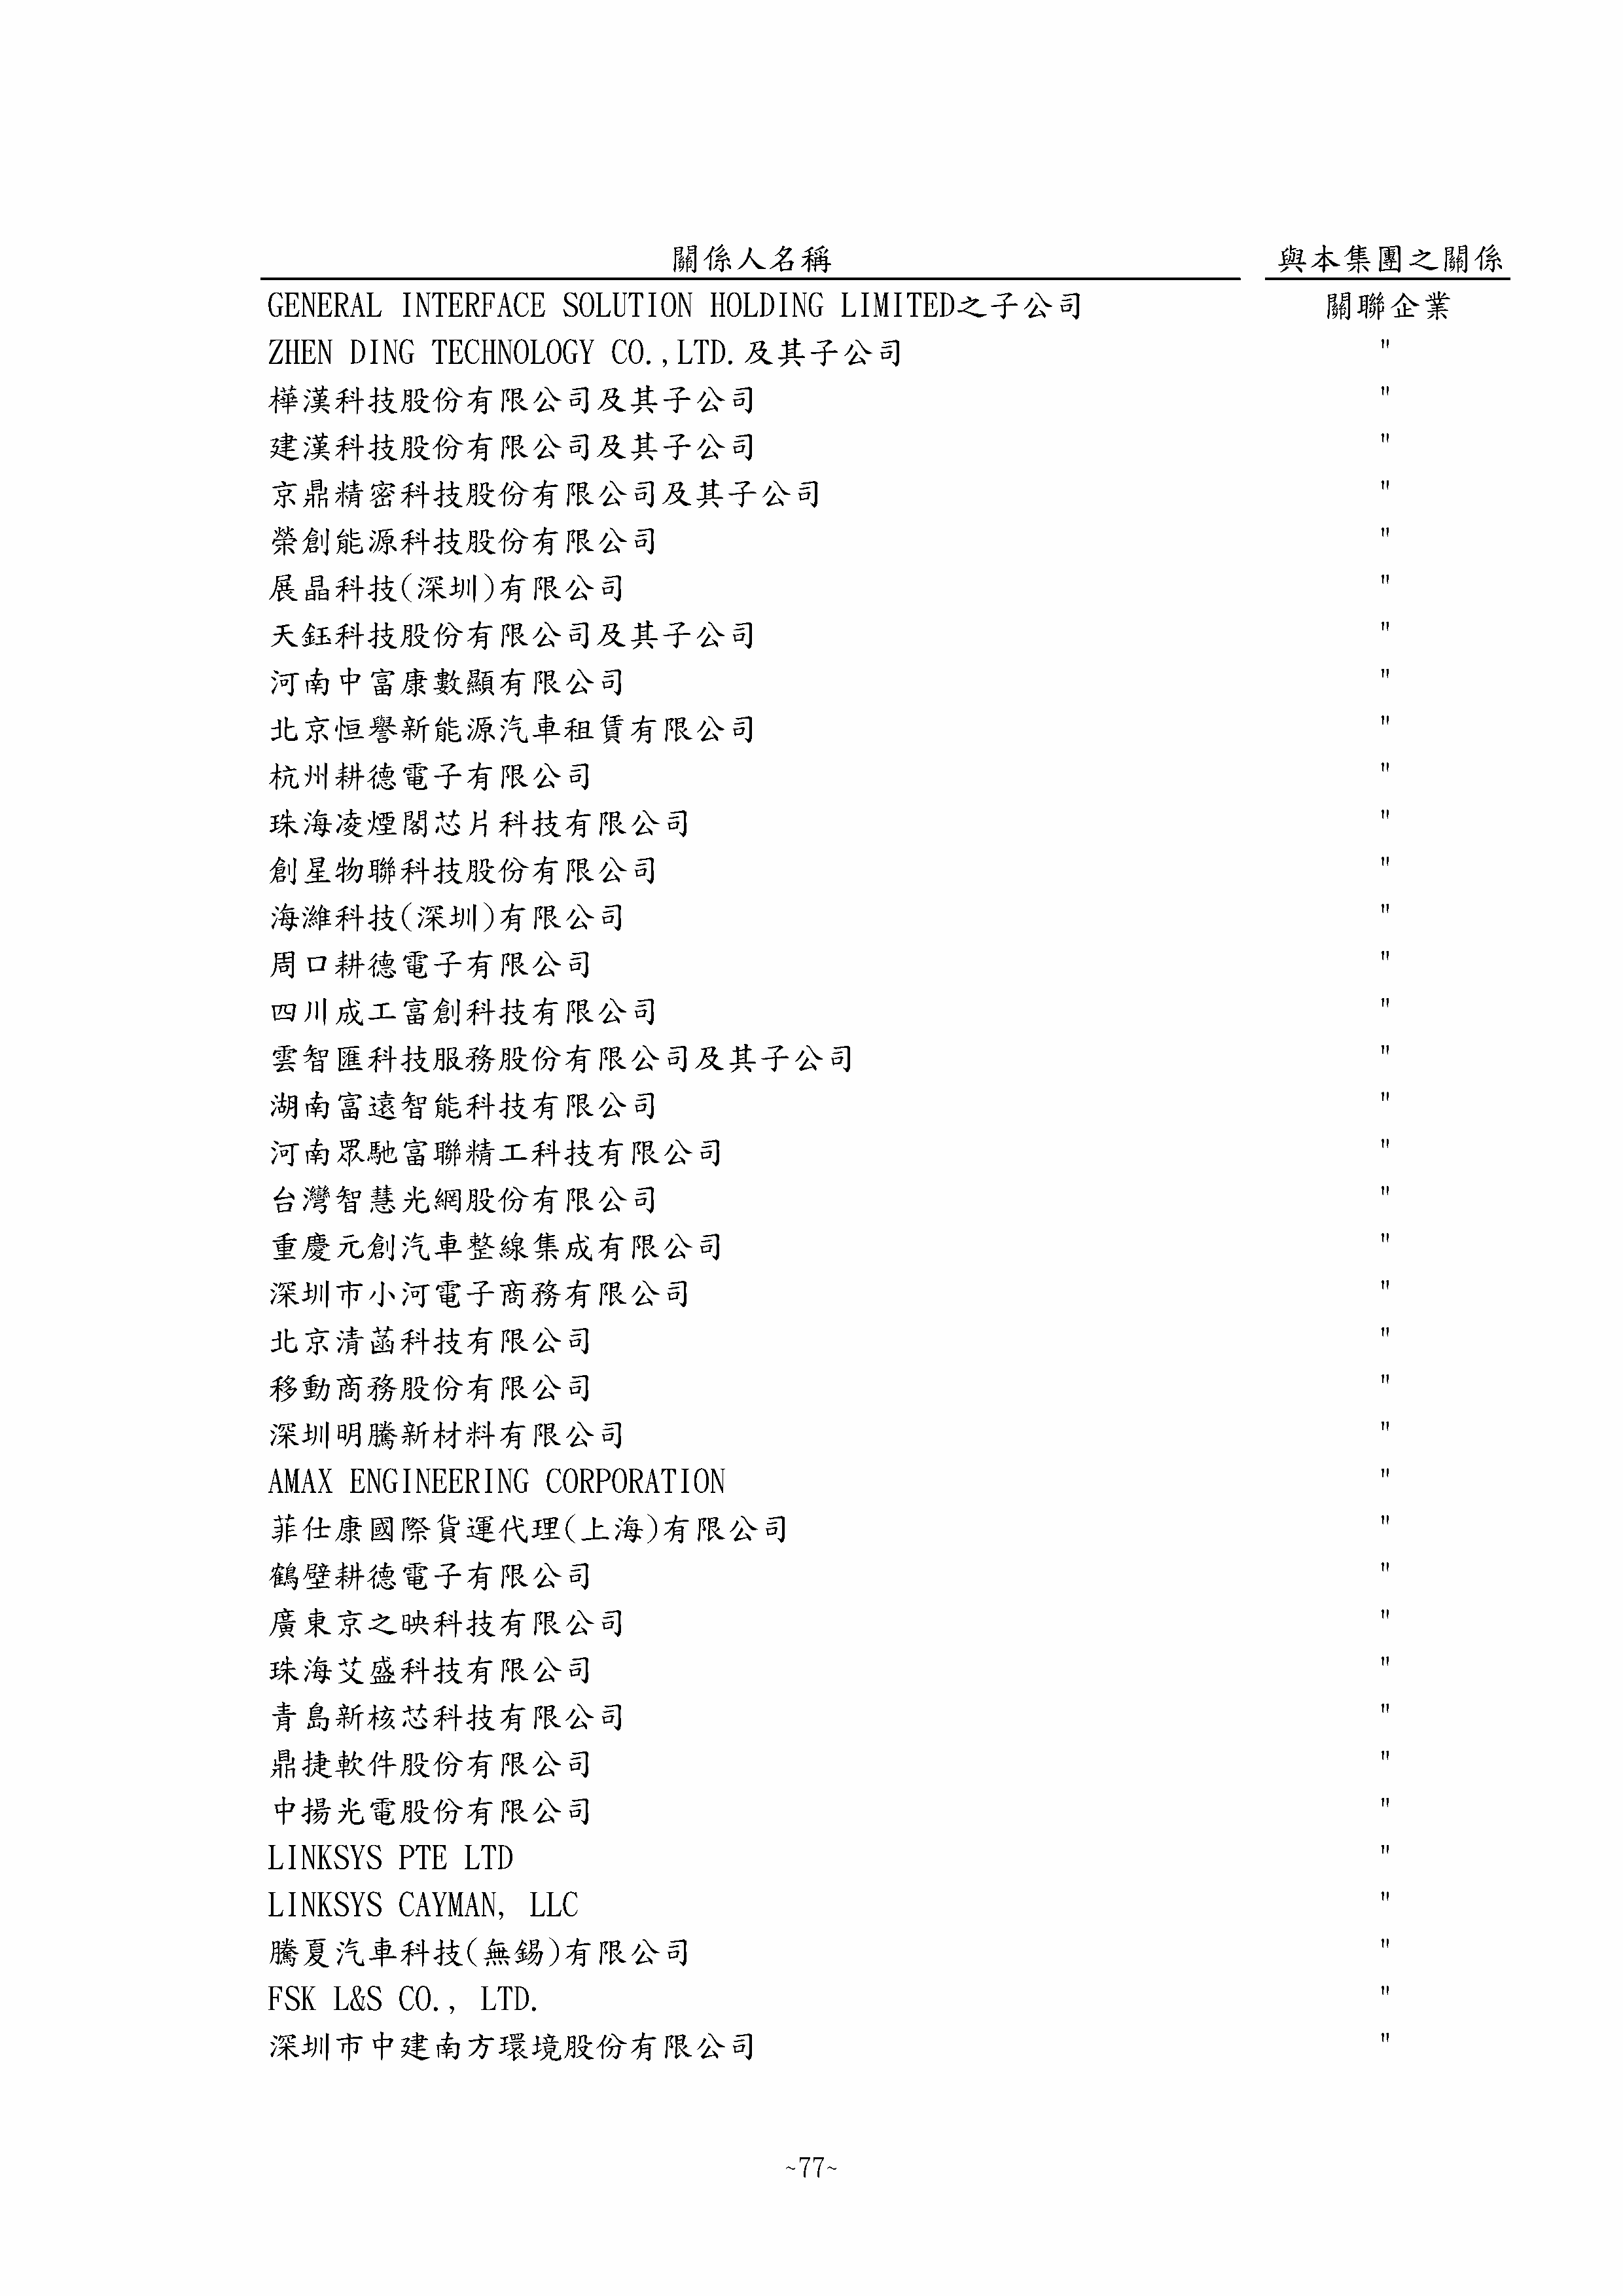 關係人名稱 與本集團之關係
GENERAL INTERFACE SOLUTION HOLDING LIMITED之子公司 關聯企業
ZHEN DING TECHNOLOGY CO.,LTD.及其子公司 "
樺漢科技股份有限公司及其子公司 "
建漢科技股份有限公司及其子公司 "
京鼎精密科技股份有限公司及其子公司 "
榮創能源科技股份有限公司 "
展晶科技(深圳)有限公司 "
天鈺科技股份有限公司及其子公司 "
河南中富康數顯有限公司 "
北京恒譽新能源汽車租賃有限公司 "
杭州耕德電子有限公司 "
珠海凌煙閣芯片科技有限公司 "
創星物聯科技股份有限公司 "
海濰科技(深圳)有限公司 "
周口耕德電子有限公司 "
四川成工富創科技有限公司 "
雲智匯科技服務股份有限公司及其子公司 "
湖南富遠智能科技有限公司 "
河南眾馳富聯精工科技有限公司 "
台灣智慧光網股份有限公司 "
重慶元創汽車整線集成有限公司 "
深圳市小河電子商務有限公司 "
北京清菡科技有限公司 "
移動商務股份有限公司 "
深圳明騰新材料有限公司 "
AMAX ENGINEERING CORPORATION "
菲仕康國際貨運代理(上海)有限公司 "
鶴壁耕德電子有限公司 "
廣東京之映科技有限公司 "
珠海艾盛科技有限公司 "
青島新核芯科技有限公司 "
鼎捷軟件股份有限公司 "
中揚光電股份有限公司 "
LINKSYS PTE LTD "
LINKSYS CAYMAN, LLC "
騰夏汽車科技(無錫)有限公司 "
FSK L&S CO., LTD. "
深圳市中建南方環境股份有限公司 "
~77~